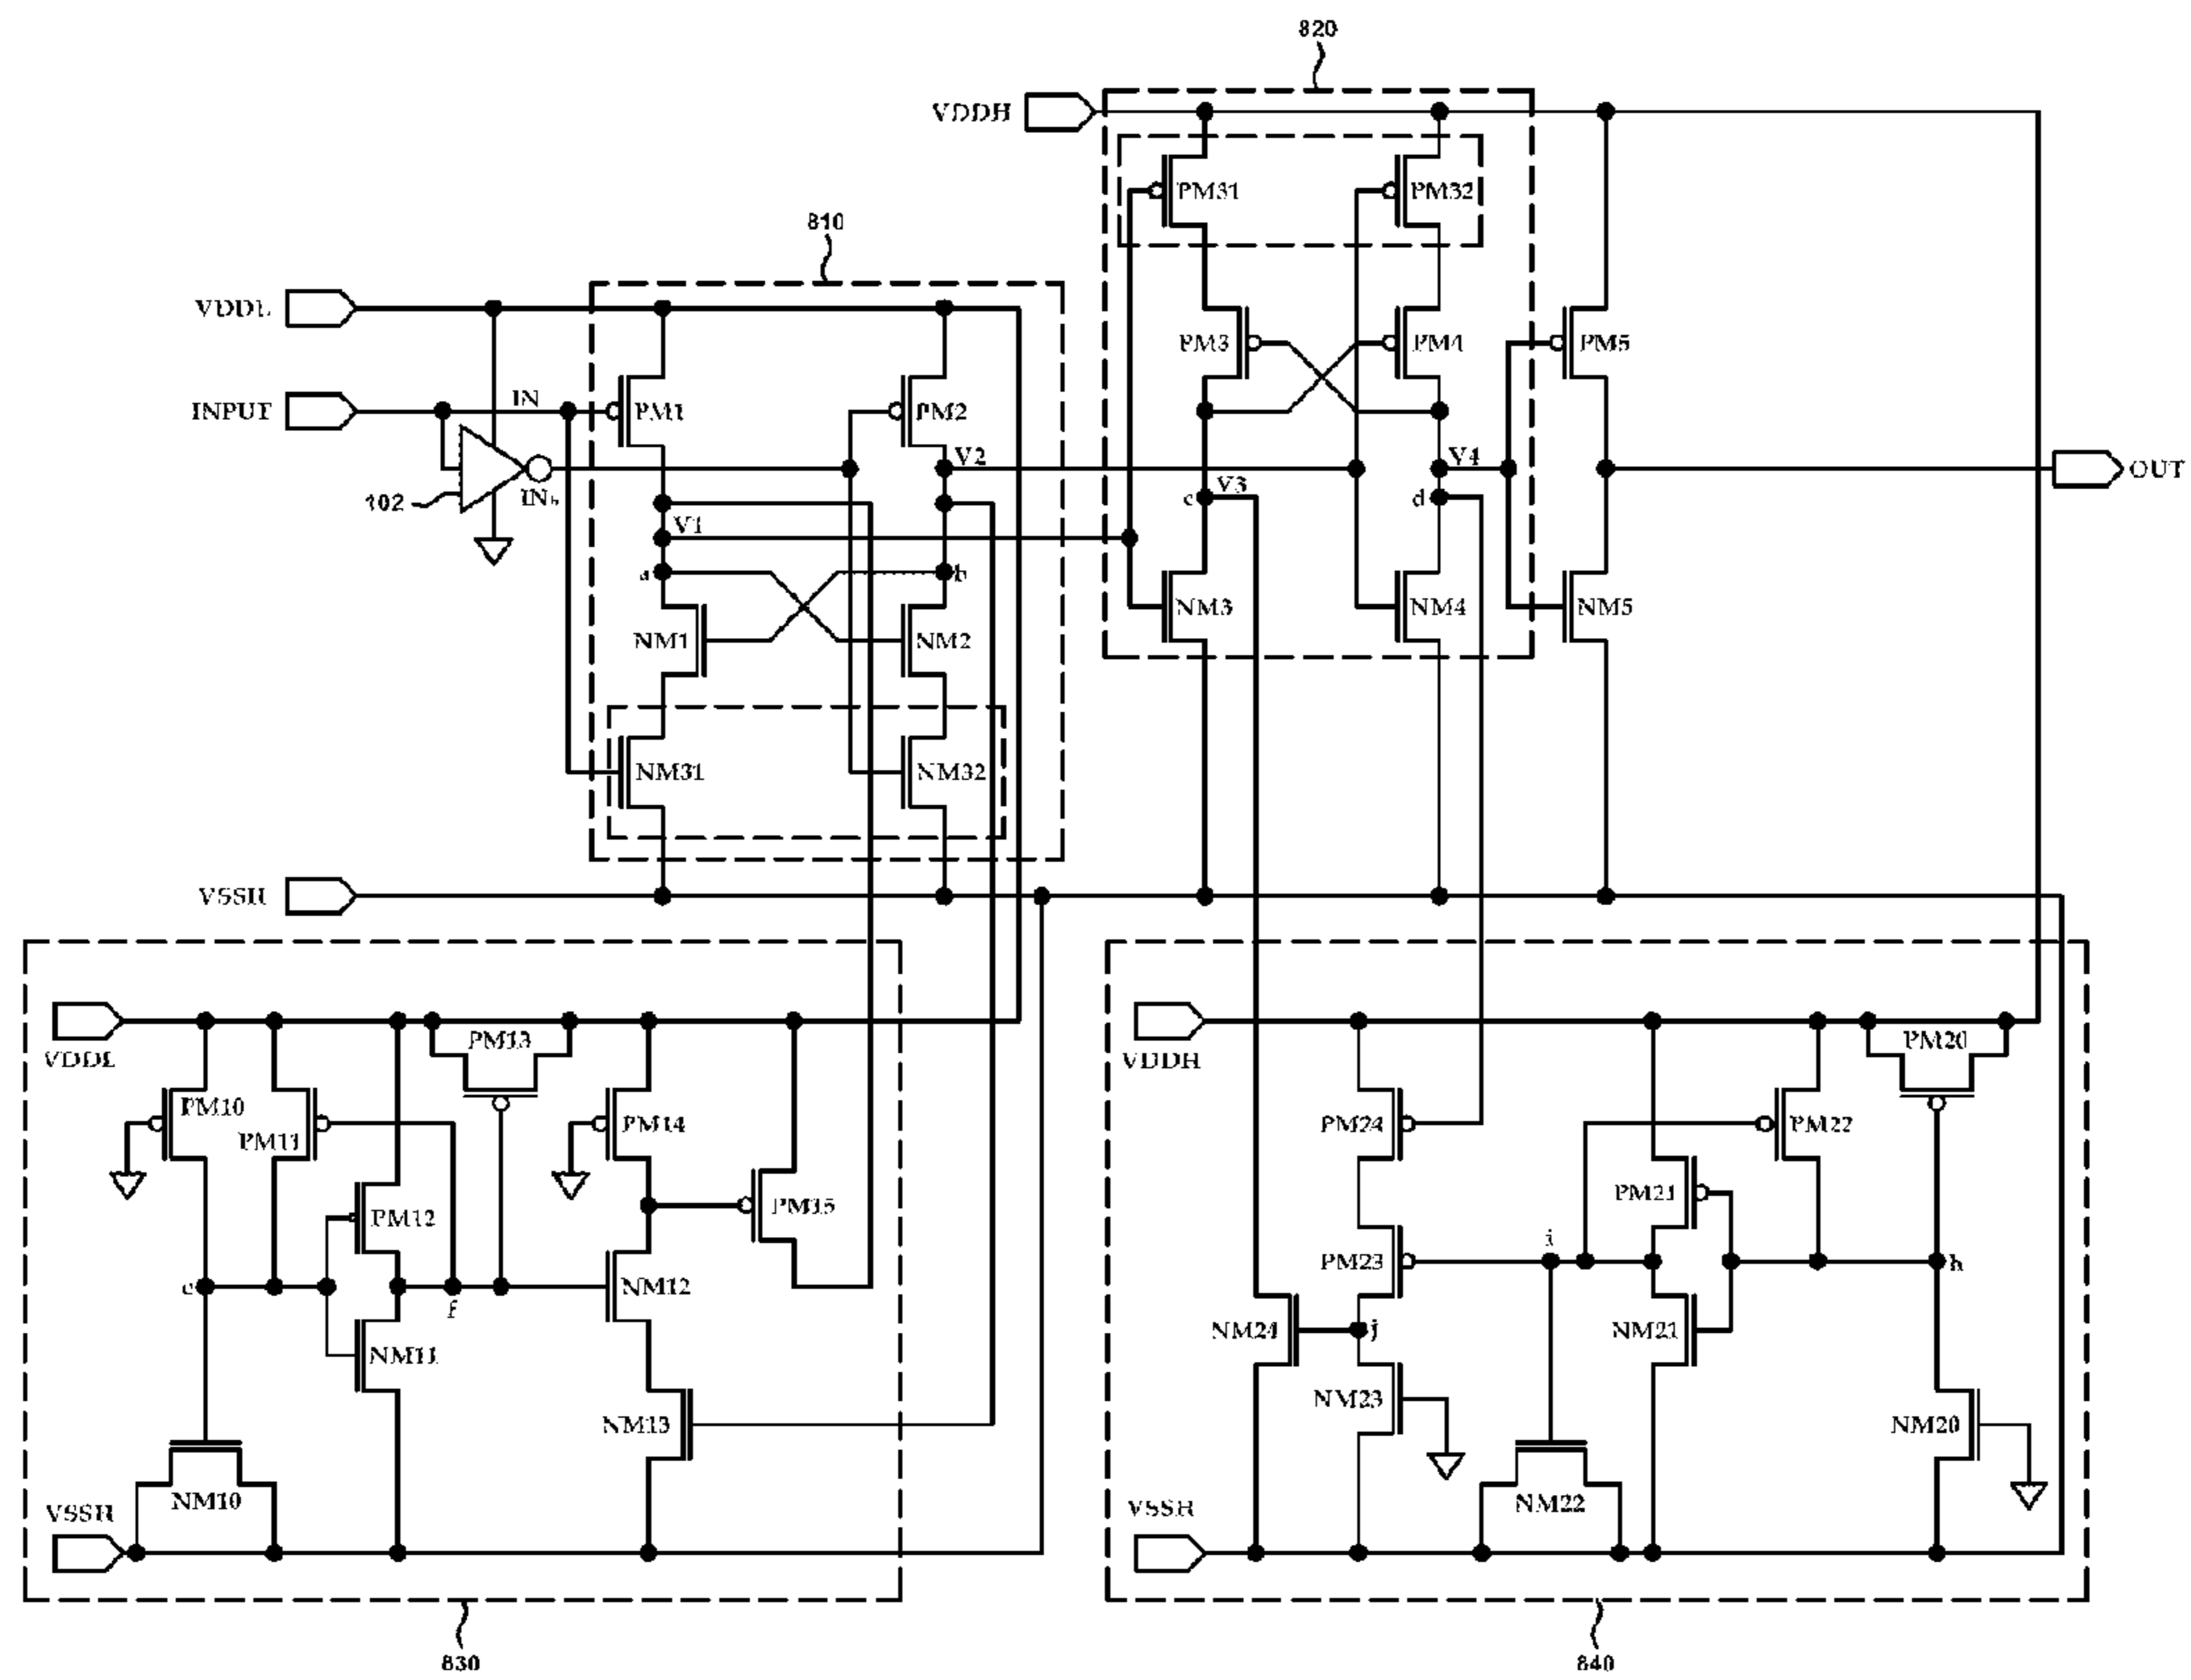 820
VDDH
PM31
PM32
810
VDDL
PM3
PM4
PM5
INPUT
IN
PM1
PM2
V2
V4
OUT
102
INb
V3
c
d
V1
a
b
NM3
NM4
NM5
NM1
NM2
NM31
NM32
VSSH
PM13
PM20
VDDL
VDDH
PM10
PM11
PM14
PM24
PM22
PM12
PM15
PM21
i
PM23
h
e
f
NM12
NM11
NM24
j
NM21
NM23
NM13
NM20
NM10
NM22
VSSH
VSSH
830
840